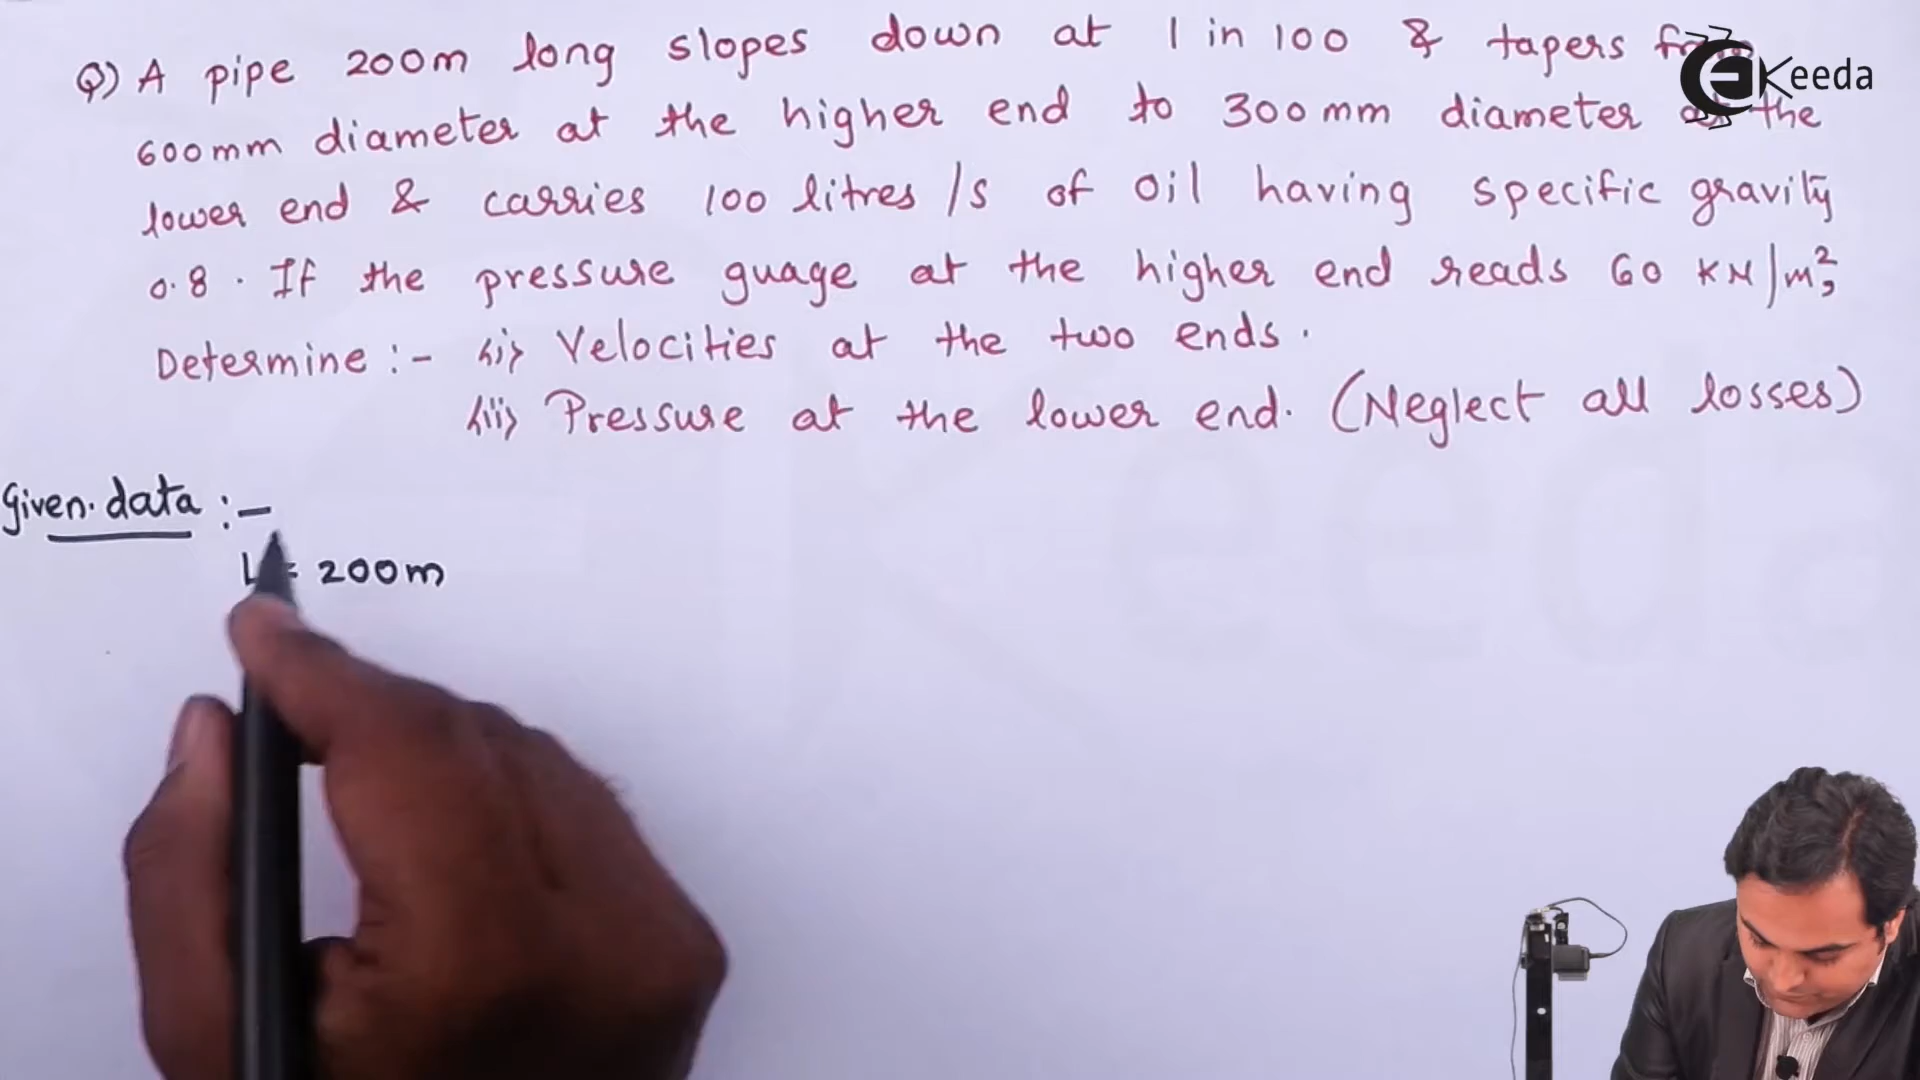 Q) A pipe 200m long slopes down at 1 in 100 & tapers
Keeda
600mm diameter at the higher end to 300mm diameter the
lower end & carries 100 litres/s of oil having specific gravity
0.8. If the pressure guage at the higher end reads 60 KN/m²,
Determine :- (i) Velocities at the two ends.
(ii) Pressure at the lower end. (Neglect all losses)
Given data :-
L = 200m